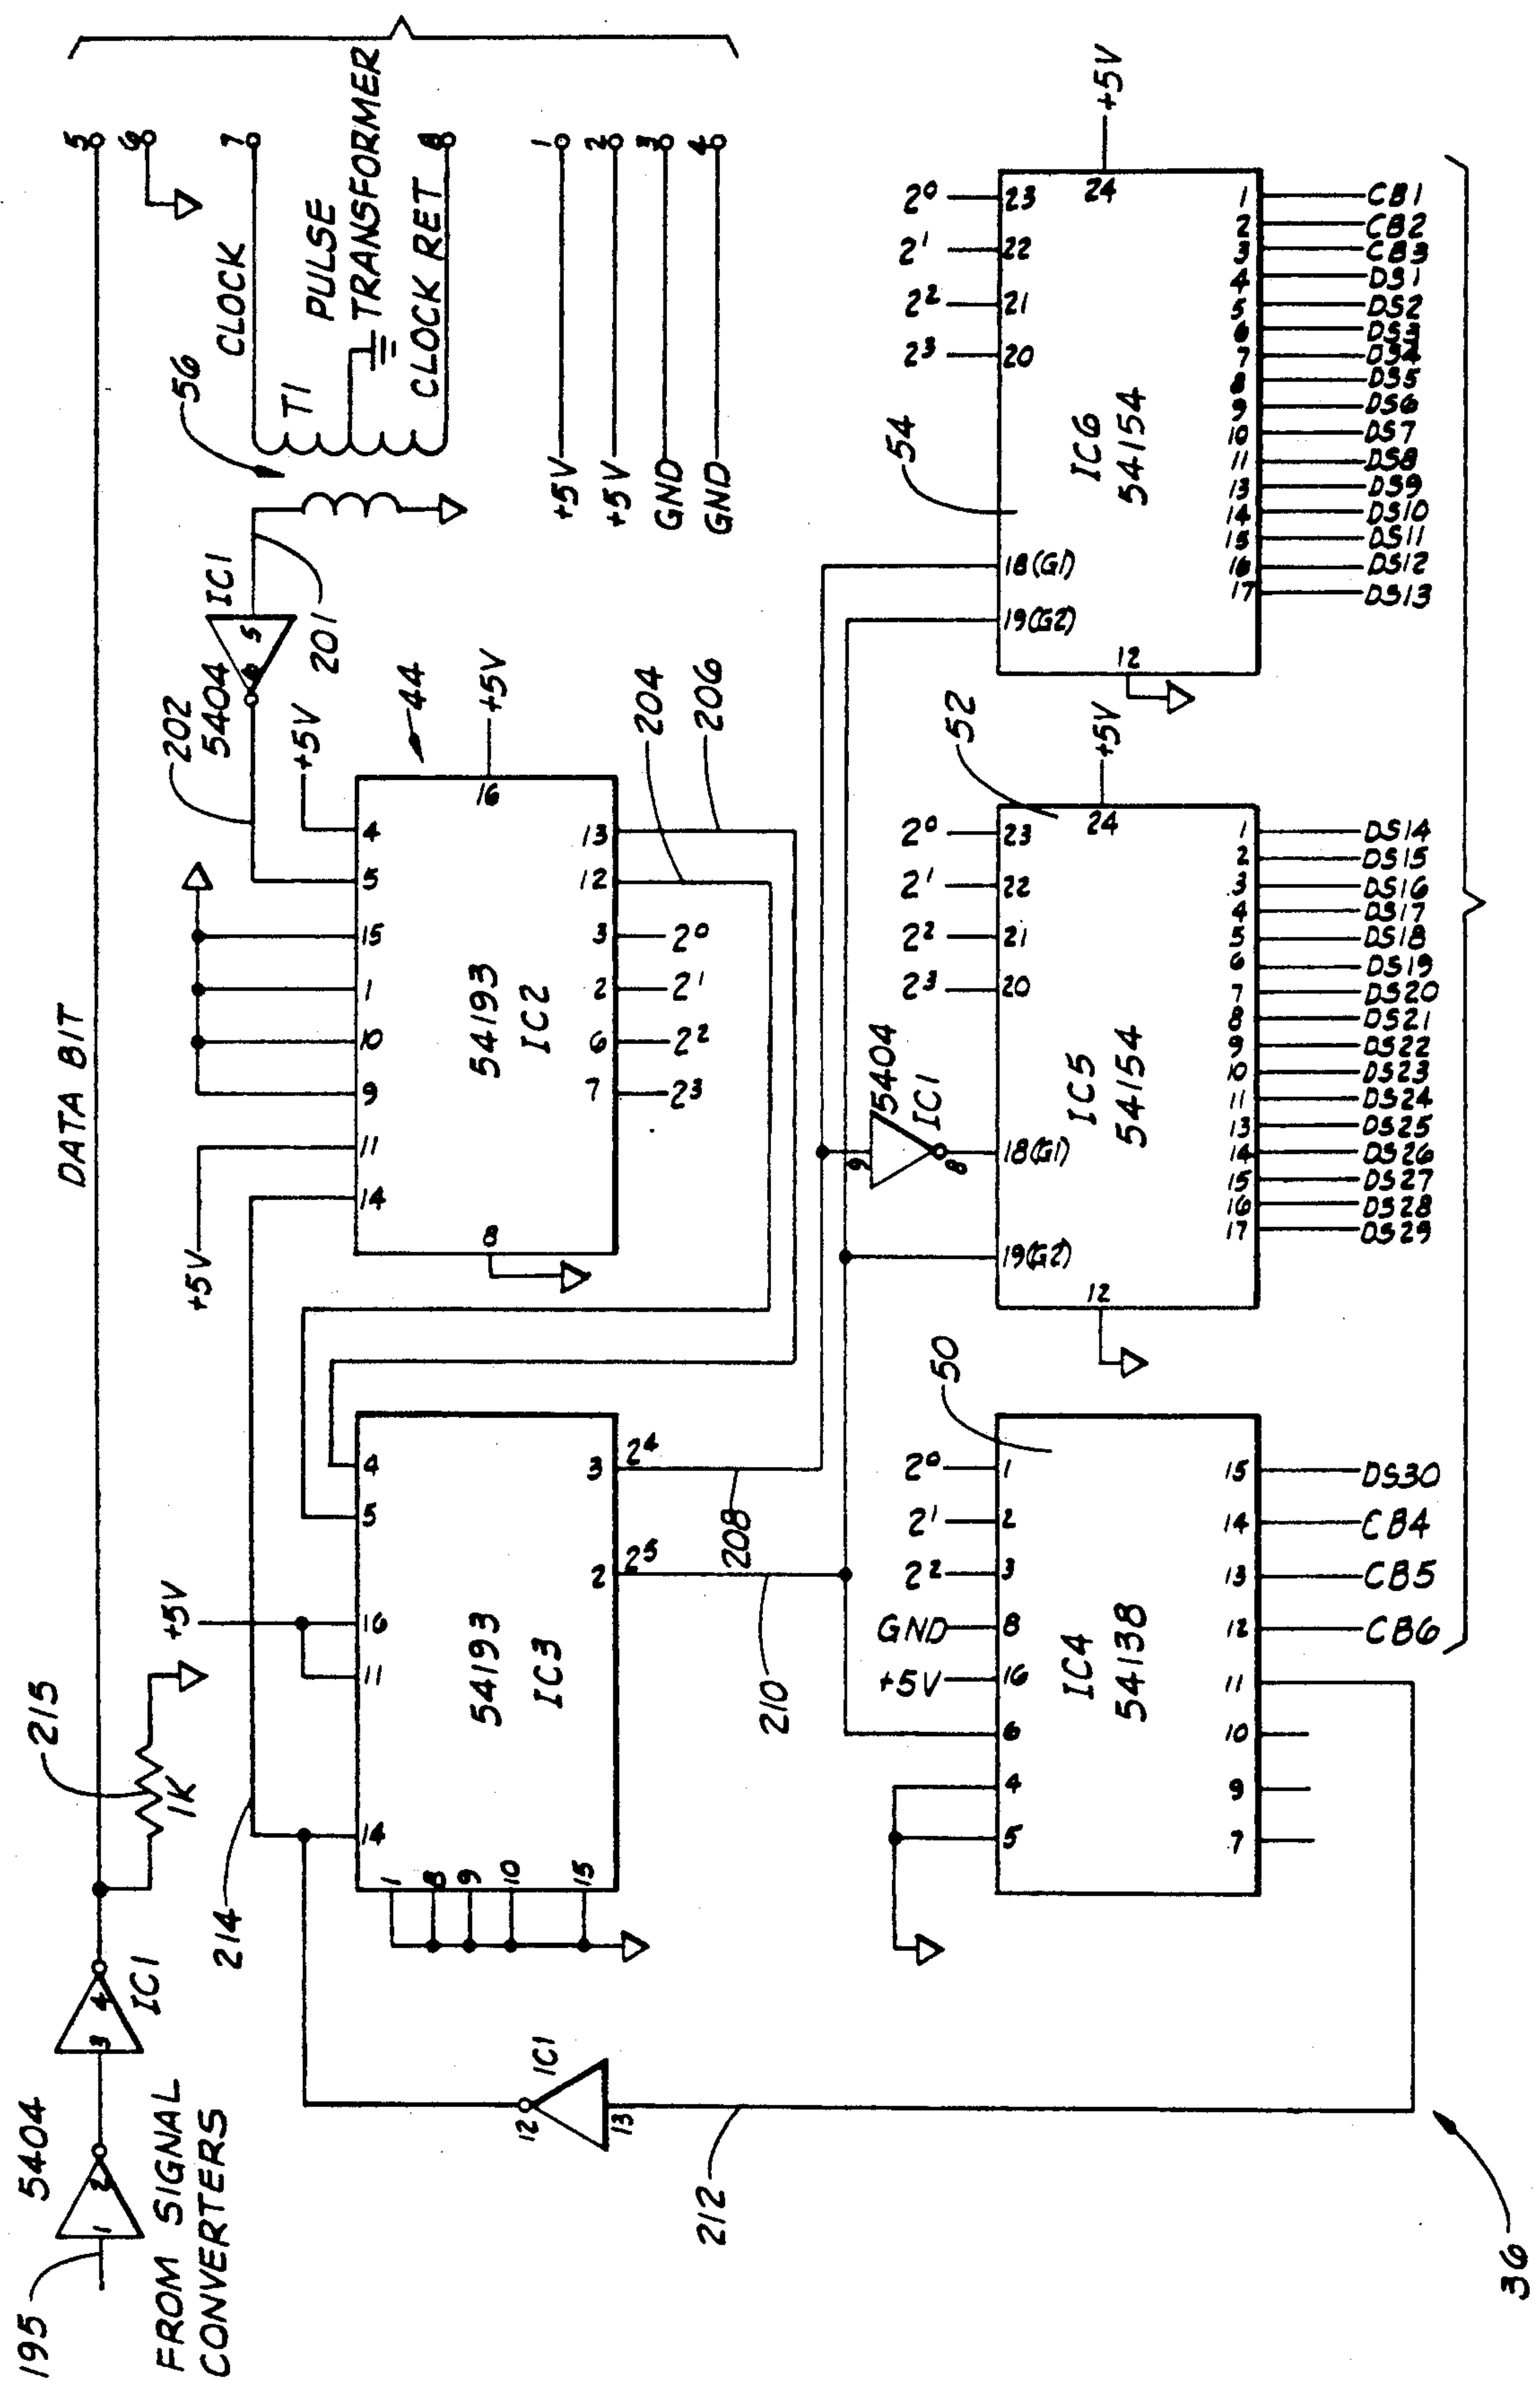 195
5404
1
2
3
4
IC1
FROM SIGNAL
CONVERTERS
215
1K
DATA BIT
5
6
CLOCK
7
56
T1
PULSE
TRANSFORMER
CLOCK RET
8
+5V
1
+5V
2
GND
3
GND
4
IC1
5
5404
201
202
+5V
44
+5V
16
4
5
15
1
10
9
11
14
+5V
8
54193
IC2
13
12
3
2⁰
2
2¹
6
2²
7
2³
204
206
214
+5V
4
5
16
11
14
1
8
9
10
15
54193
IC3
3
2⁴
2
2⁵
208
210
IC1
12
13
212
50
2⁰
1
2¹
2
2²
3
GND
8
+5V
16
6
4
5
IC4
54138
15
DS30
14
CB4
13
CB5
12
CB6
11
10
9
7
52
+5V
24
2⁰
23
2¹
22
2²
21
2³
20
5404
IC1
9
8
18(G1)
19(G2)
12
IC5
54154
1
DS14
2
DS15
3
DS16
4
DS17
5
DS18
6
DS19
7
DS20
8
DS21
9
DS22
10
DS23
11
DS24
13
DS25
14
DS26
15
DS27
16
DS28
17
DS29
54
+5V
24
2⁰
23
2¹
22
2²
21
2³
20
18(G1)
19(G2)
12
IC6
54154
1
CB1
2
CB2
3
CB3
4
DS1
5
DS2
6
DS3
7
DS4
8
DS5
9
DS6
10
DS7
11
DS8
13
DS9
14
DS10
15
DS11
16
DS12
17
DS13
36